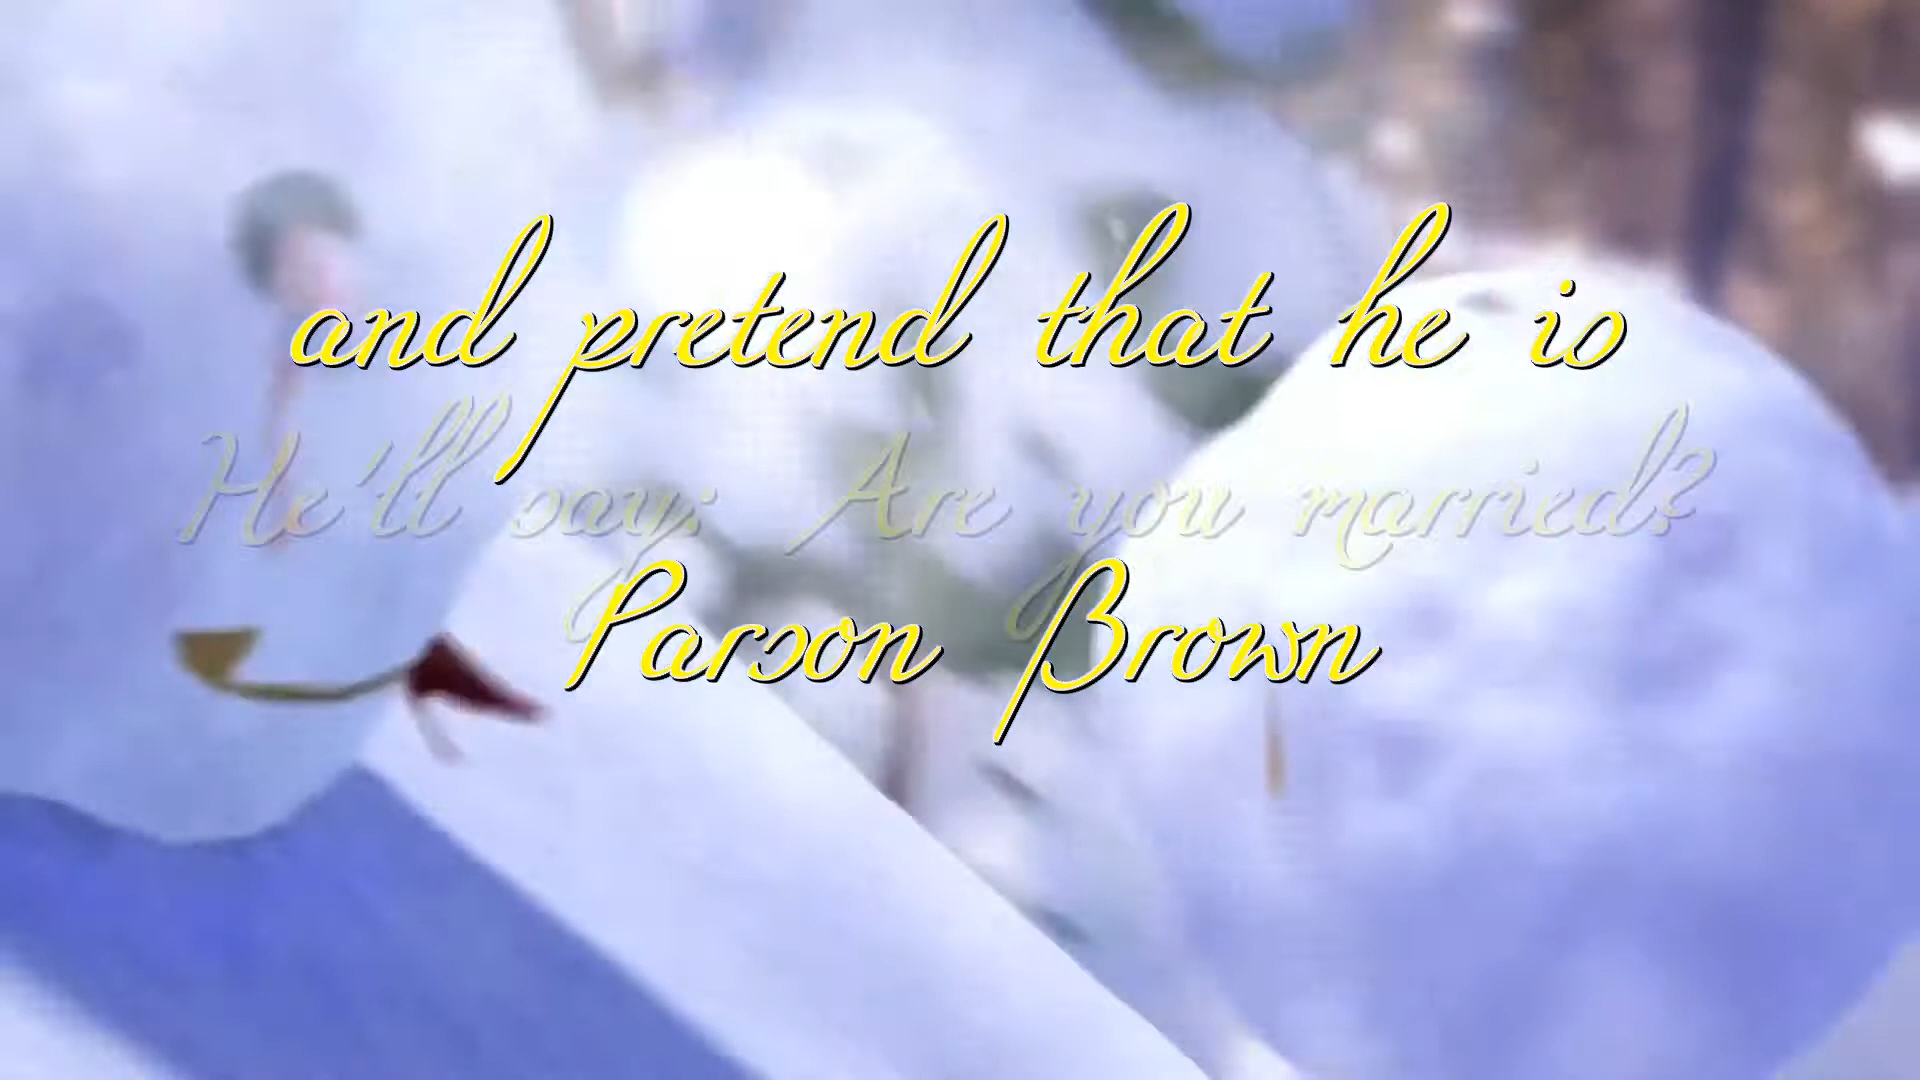 and pretend that he is
He'll say: Are you married?
Parson Brown